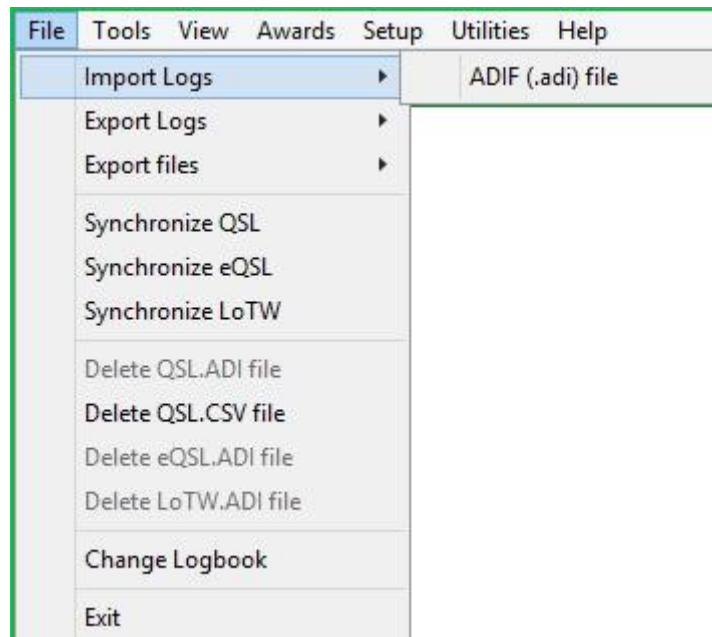 File Tools View Awards Setup Utilities Help
Import Logs ADIF (.adi) file
Export Logs
Export files
Synchronize QSL
Synchronize eQSL
Synchronize LoTW
Delete QSL.ADI file
Delete QSL.CSV file
Delete eQSL.ADI file
Delete LoTW.ADI file
Change Logbook
Exit